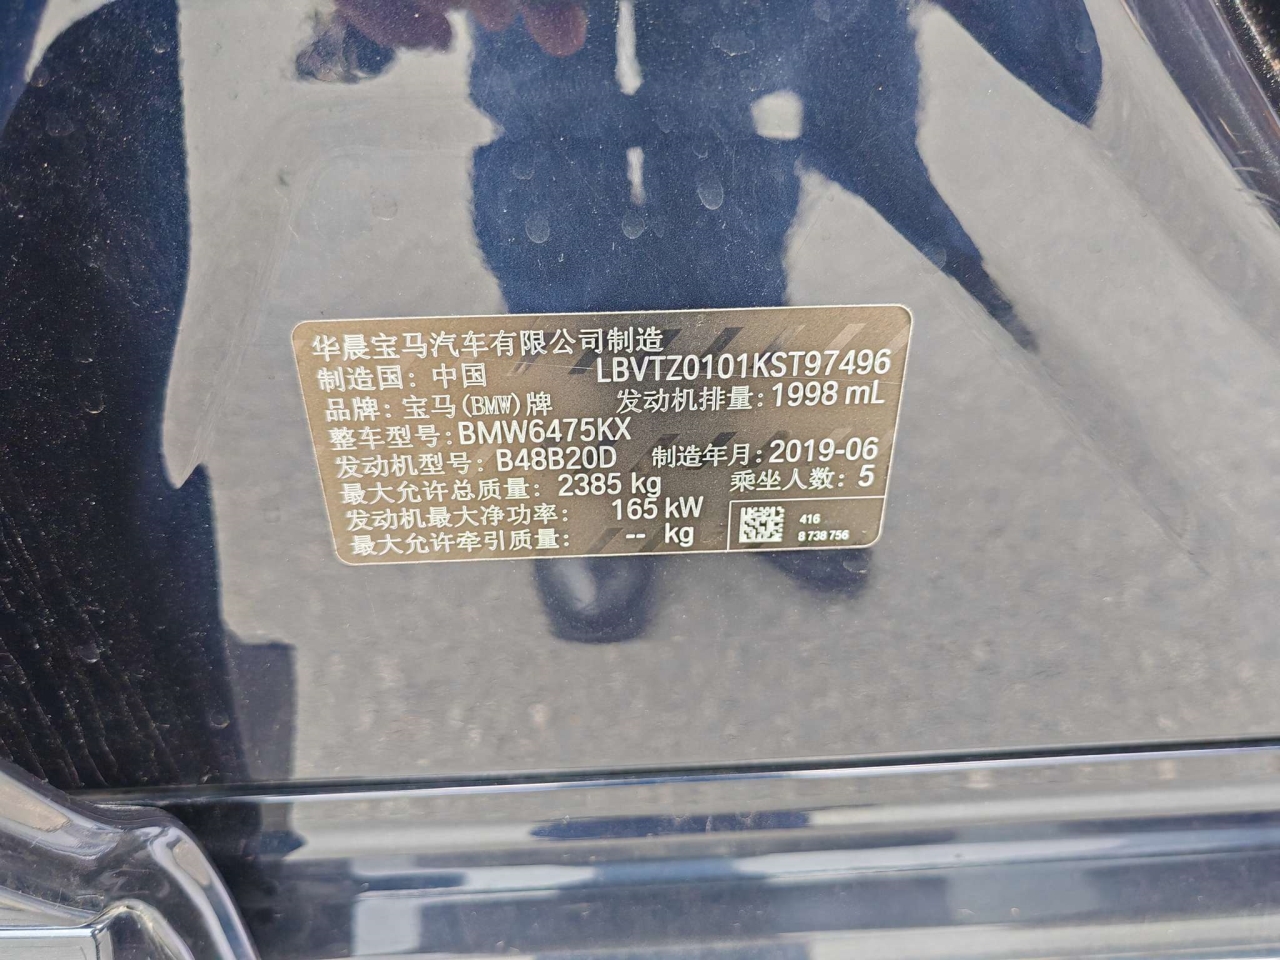 华晨宝马汽车有限公司制造
制造国：中国 LBVTZ0101KST97496
品牌：宝马(BMW)牌 发动机排量：1998 mL
整车型号：BMW6475KX
发动机型号：B48B20D 制造年月：2019-06
最大允许总质量：2385 kg 乘坐人数：5
发动机最大净功率： 165 kW
最大允许牵引质量： -- kg
416
8 738 756